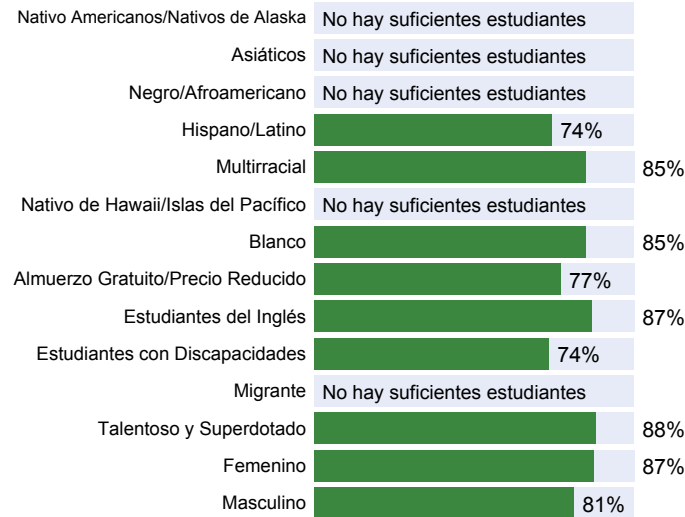 Nativo Americanos/Nativos de Alaska No hay suficientes estudiantes
Asiáticos No hay suficientes estudiantes
Negro/Afroamericano No hay suficientes estudiantes
Hispano/Latino 74%
Multirracial 85%
Nativo de Hawaii/Islas del Pacífico No hay suficientes estudiantes
Blanco 85%
Almuerzo Gratuito/Precio Reducido 77%
Estudiantes del Inglés 87%
Estudiantes con Discapacidades 74%
Migrante No hay suficientes estudiantes
Talentoso y Superdotado 88%
Femenino 87%
Masculino 81%